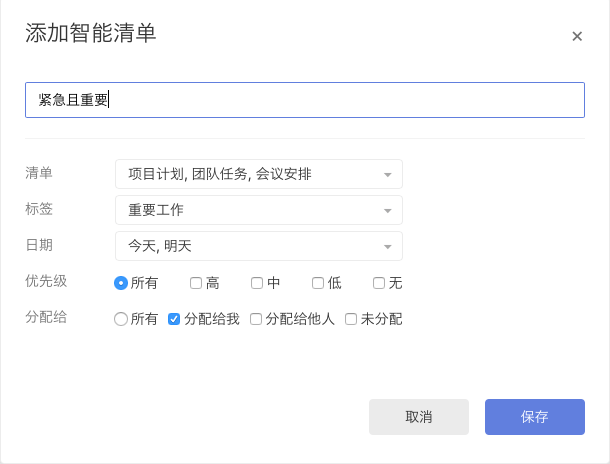 添加智能清单
紧急且重要
清单 项目计划, 团队任务, 会议安排
标签 重要工作
日期 今天, 明天
优先级 所有 高 中 低 无
分配给 所有 分配给我 分配给他人 未分配
取消 保存